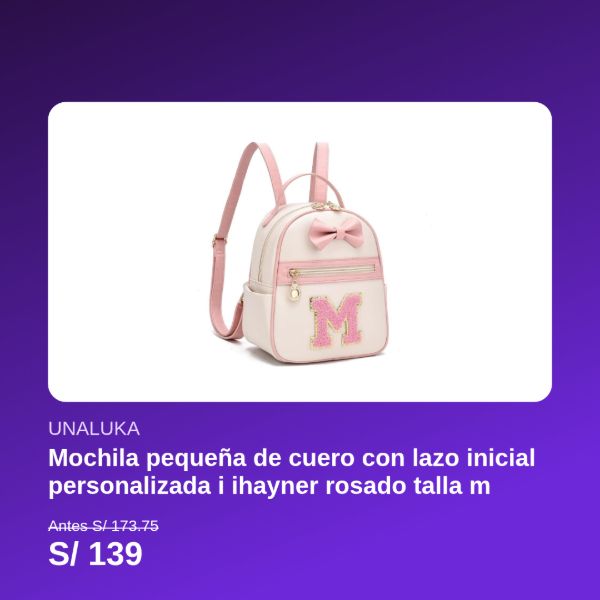 M
UNALUKA
Mochila pequeña de cuero con lazo inicial
personalizada i ihayner rosado talla m
Antes S/ 173.75
S/ 139